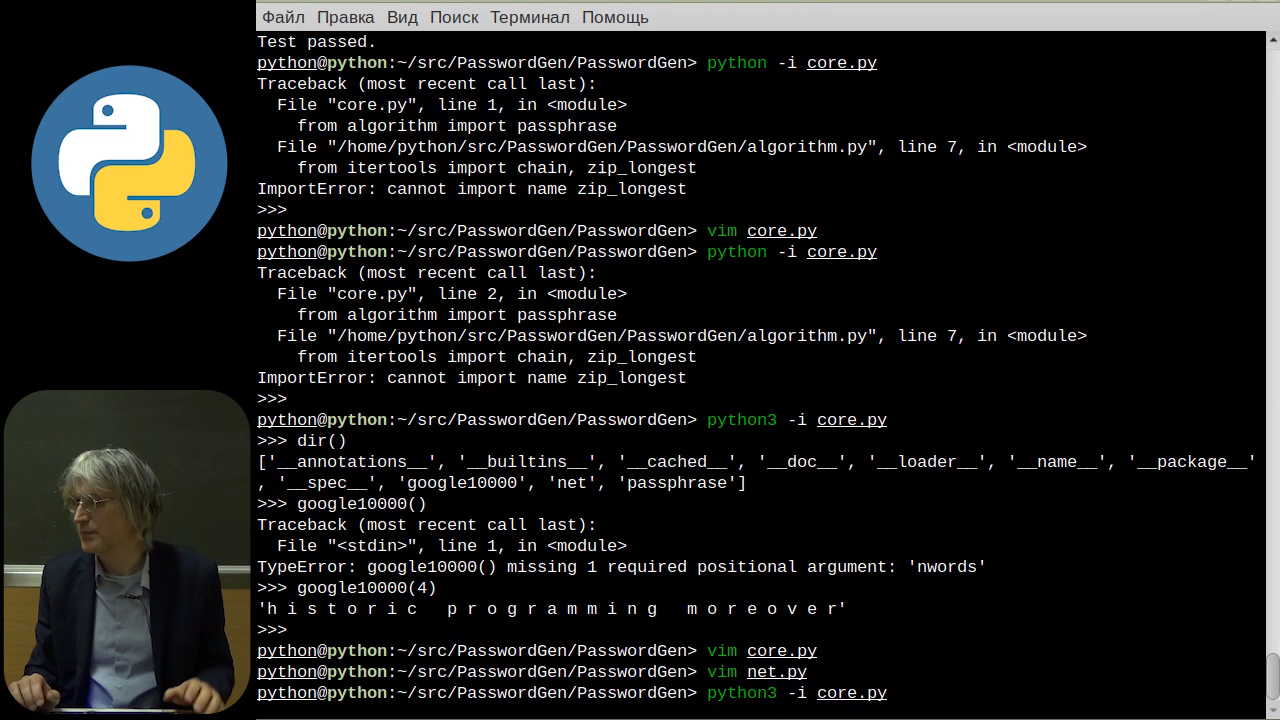 Файл Правка Вид Поиск Терминал Помощь
Test passed.
python@python:~/src/PasswordGen/PasswordGen> python -i core.py
Traceback (most recent call last):
  File "core.py", line 1, in <module>
    from algorithm import passphrase
  File "/home/python/src/PasswordGen/PasswordGen/algorithm.py", line 7, in <module>
    from itertools import chain, zip_longest
ImportError: cannot import name zip_longest
>>>
python@python:~/src/PasswordGen/PasswordGen> vim core.py
python@python:~/src/PasswordGen/PasswordGen> python -i core.py
Traceback (most recent call last):
  File "core.py", line 2, in <module>
    from algorithm import passphrase
  File "/home/python/src/PasswordGen/PasswordGen/algorithm.py", line 7, in <module>
    from itertools import chain, zip_longest
ImportError: cannot import name zip_longest
>>>
python@python:~/src/PasswordGen/PasswordGen> python3 -i core.py
>>> dir()
['__annotations__', '__builtins__', '__cached__', '__doc__', '__loader__', '__name__', '__package__'
, '__spec__', 'google10000', 'net', 'passphrase']
>>> google10000()
Traceback (most recent call last):
  File "<stdin>", line 1, in <module>
TypeError: google10000() missing 1 required positional argument: 'nwords'
>>> google10000(4)
'h i s t o r i c   p r o g r a m m i n g   m o r e o v e r'
>>>
python@python:~/src/PasswordGen/PasswordGen> vim core.py
python@python:~/src/PasswordGen/PasswordGen> vim net.py
python@python:~/src/PasswordGen/PasswordGen> python3 -i core.py